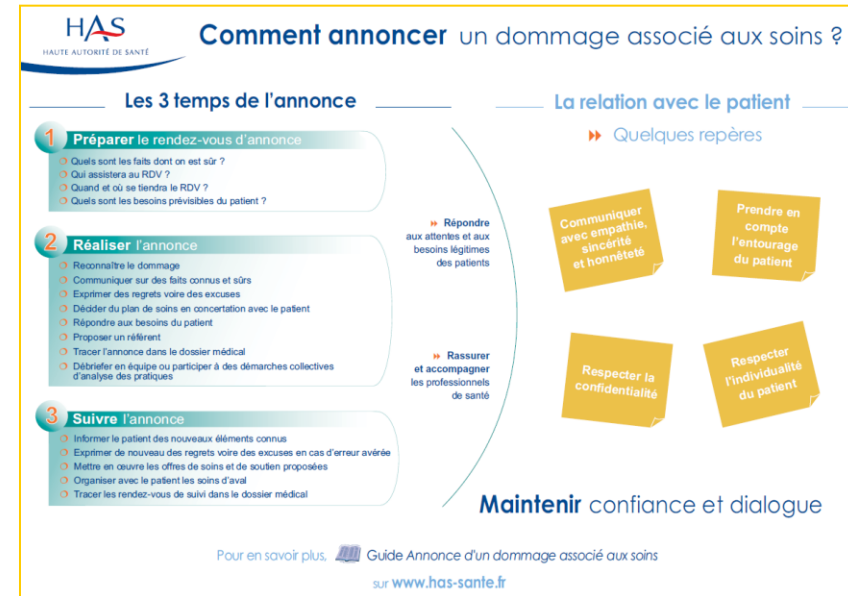 HAS
HAUTE AUTORITÉ DE SANTÉ
Comment annoncer un dommage associé aux soins ?
Les 3 temps de l'annonce
1 Préparer le rendez-vous d'annonce
Quels sont les faits dont on est sûr ?
Qui assistera au RDV ?
Quand et où se tiendra le RDV ?
Quels sont les besoins prévisibles du patient ?
2 Réaliser l'annonce
Reconnaître le dommage
Communiquer sur des faits connus et sûrs
Exprimer des regrets voire des excuses
Décider du plan de soins en concertation avec le patient
Répondre aux besoins du patient
Proposer un référent
Tracer l'annonce dans le dossier médical
Débriefer en équipe ou participer à des démarches collectives
d'analyse des pratiques
3 Suivre l'annonce
Informer le patient des nouveaux éléments connus
Exprimer de nouveau des regrets voire des excuses en cas d'erreur avérée
Mettre en œuvre les offres de soins et de soutien proposées
Organiser avec le patient les soins d'aval
Tracer les rendez-vous de suivi dans le dossier médical
Répondre
aux attentes et aux
besoins légitimes
des patients
Rassurer
et accompagner
les professionnels
de santé
La relation avec le patient
Quelques repères
Communiquer
avec empathie,
sincérité
et honnêteté
Prendre en
compte
l'entourage
du patient
Respecter la
confidentialité
Respecter
l'individualité
du patient
Maintenir confiance et dialogue
Pour en savoir plus, Guide Annonce d'un dommage associé aux soins
sur www.has-sante.fr